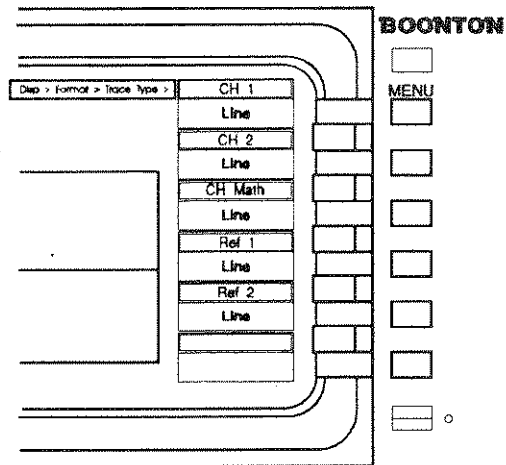 BOONTON
MENU
Disp > Format > Trace Type >
CH 1
Line
CH 2
Line
CH Math
Line
Ref 1
Line
Ref 2
Line